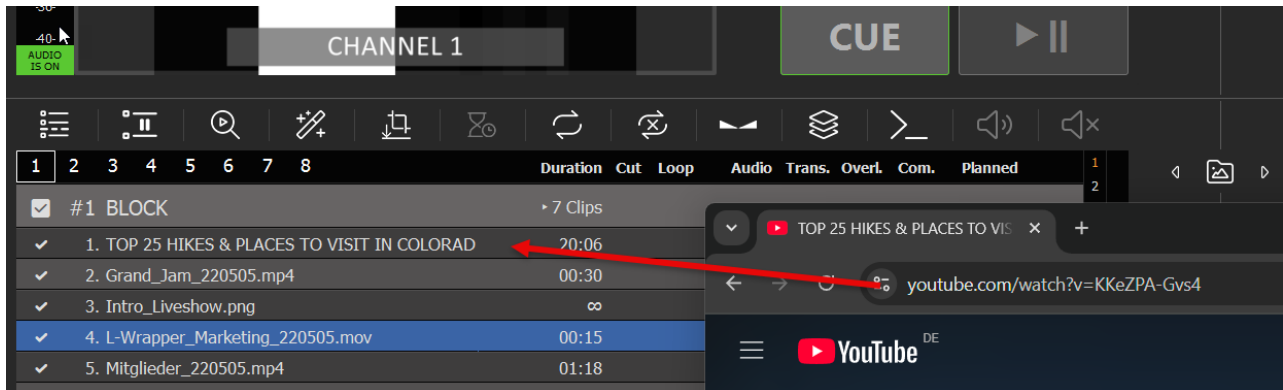 -30-
-40-
AUDIO
IS ON
CHANNEL 1
CUE
1 2 3 4 5 6 7 8 Duration Cut Loop Audio Trans. Overl. Com. Planned
1
2
#1 BLOCK 7 Clips
1. TOP 25 HIKES & PLACES TO VISIT IN COLORAD 20:06
2. Grand_Jam_220505.mp4 00:30
3. Intro_Liveshow.png ∞
4. L-Wrapper_Marketing_220505.mov 00:15
5. Mitglieder_220505.mp4 01:18
TOP 25 HIKES & PLACES TO VIS
youtube.com/watch?v=KKeZPA-Gvs4
YouTube DE